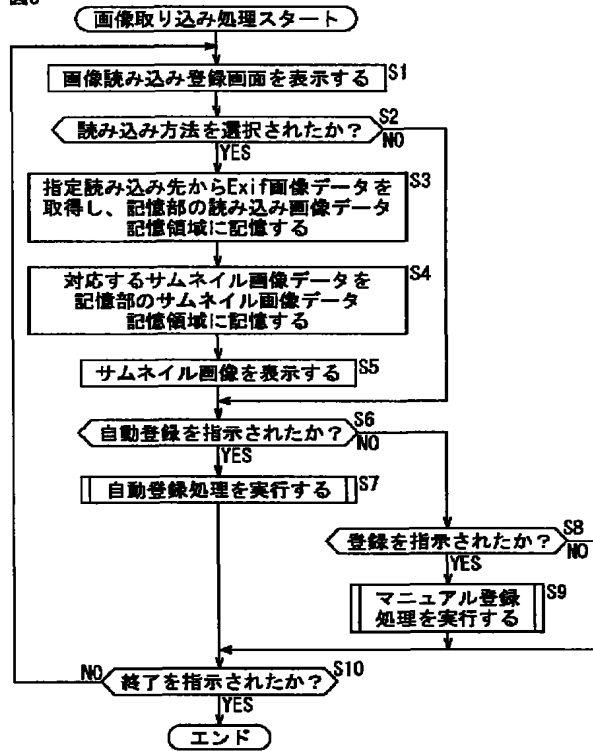 画像取り込み処理スタート
画像読み込み登録画面を表示する
S1
読み込み方法を選択されたか?
S2
NO
YES
指定読み込み先からExif画像データを
取得し、記憶部の読み込み画像データ
記憶領域に記憶する
S3
対応するサムネイル画像データを
記憶部のサムネイル画像データ
記憶領域に記憶する
S4
サムネイル画像を表示する
S5
自動登録を指示されたか?
S6
NO
YES
自動登録処理を実行する
S7
登録を指示されたか?
S8
NO
YES
マニュアル登録
処理を実行する
S9
NO
終了を指示されたか?
S10
YES
エンド